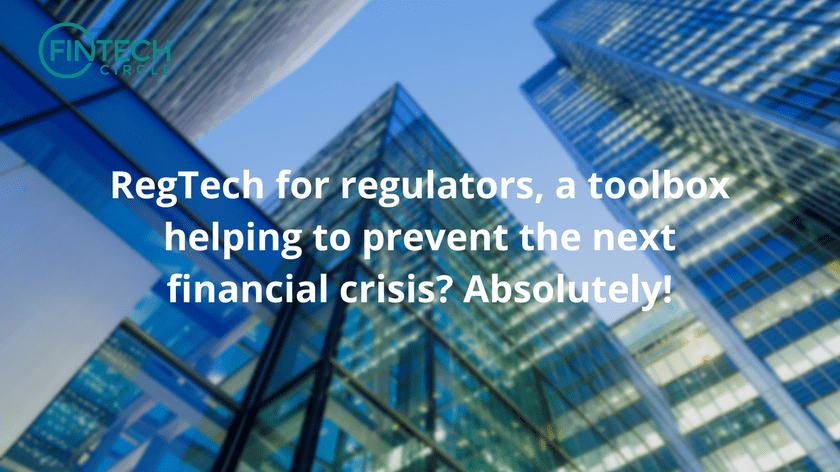 FINTECH
CIRCLE
RegTech for regulators, a toolbox
helping to prevent the next
financial crisis? Absolutely!